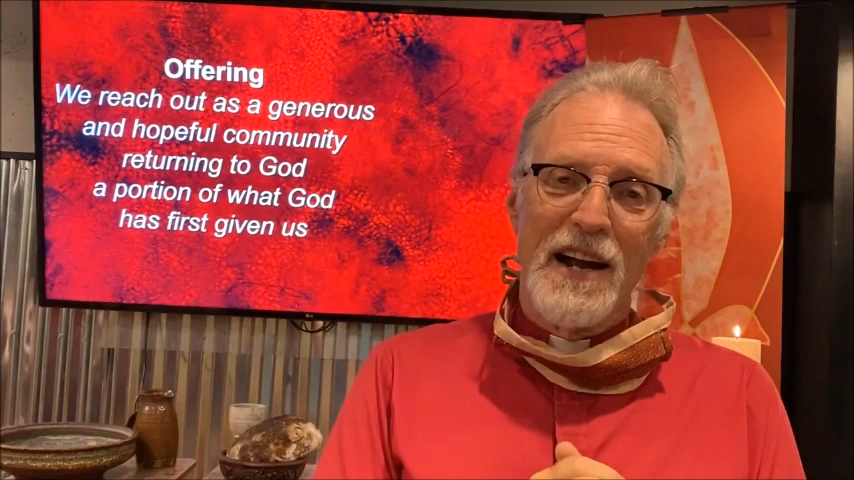 Offering
We reach out as a generous
and hopeful community,
returning to God
a portion of what God
has first given us.
LG